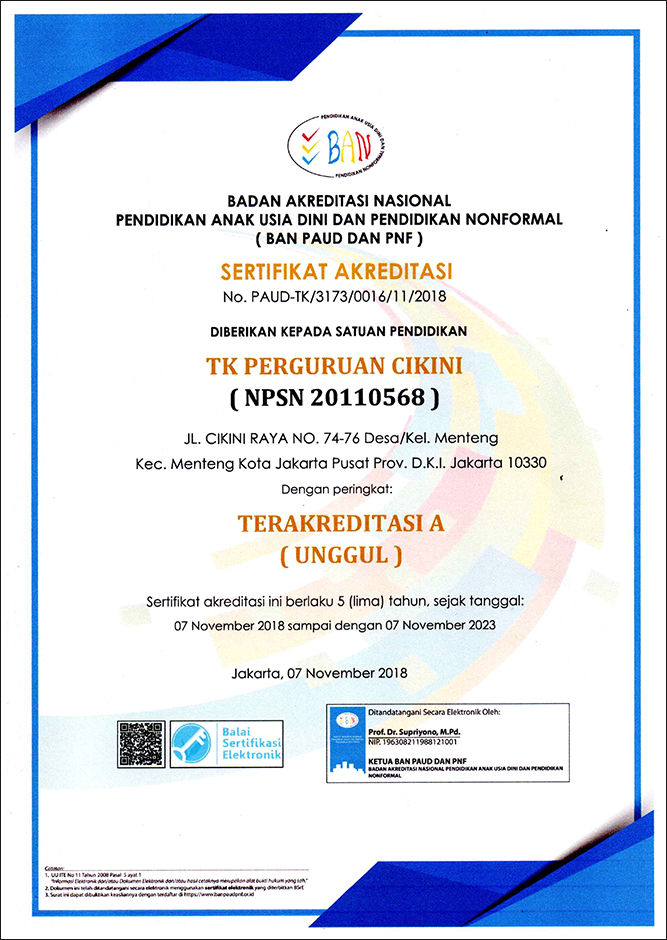 PENDIDIKAN ANAK USIA DINI DAN
BAN
PENDIDIKAN NONFORMAL
BADAN AKREDITASI NASIONAL
PENDIDIKAN ANAK USIA DINI DAN PENDIDIKAN NONFORMAL
( BAN PAUD DAN PNF )
SERTIFIKAT AKREDITASI
No. PAUD-TK/3173/0016/11/2018
DIBERIKAN KEPADA SATUAN PENDIDIKAN
TK PERGURUAN CIKINI
( NPSN 20110568 )
JL. CIKINI RAYA NO. 74-76 Desa/Kel. Menteng
Kec. Menteng Kota Jakarta Pusat Prov. D.K.I. Jakarta 10330
Dengan peringkat:
TERAKREDITASI A
( UNGGUL )
Sertifikat akreditasi ini berlaku 5 (lima) tahun, sejak tanggal:
07 November 2018 sampai dengan 07 November 2023
Jakarta, 07 November 2018
Balai
Sertifikasi
Elektronik
BAN
Ditandatangani Secara Elektronik Oleh:
Prof. Dr. Supriyono, M.Pd.
NIP. 196308211988121001
KETUA BAN PAUD DAN PNF
BADAN AKREDITASI NASIONAL PENDIDIKAN ANAK USIA DINI DAN PENDIDIKAN
NONFORMAL
Catatan:
1. UU ITE No 11 Tahun 2008 Pasal 5 ayat 1
"Informasi Elektronik dan/atau Dokumen Elektronik dan/atau hasil cetaknya merupakan alat bukti hukum yang sah."
2. Dokumen ini telah ditandatangani secara elektronik menggunakan sertifikat elektronik yang diterbitkan BSrE
3. Surat ini dapat dibuktikan keasliannya dengan terdaftar di https://www.banpaudpnf.or.id